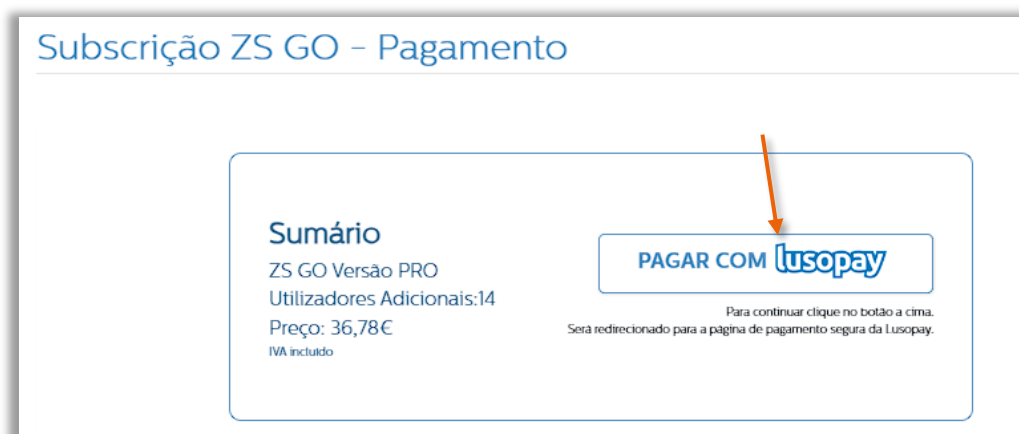 Subscrição ZS GO – Pagamento
Sumário
ZS GO Versão PRO
Utilizadores Adicionais:14
Preço: 36,78€
IVA incluído
PAGAR COM lusopay
Para continuar clique no botão a cima.
Será redirecionado para a página de pagamento segura da Lusopay.